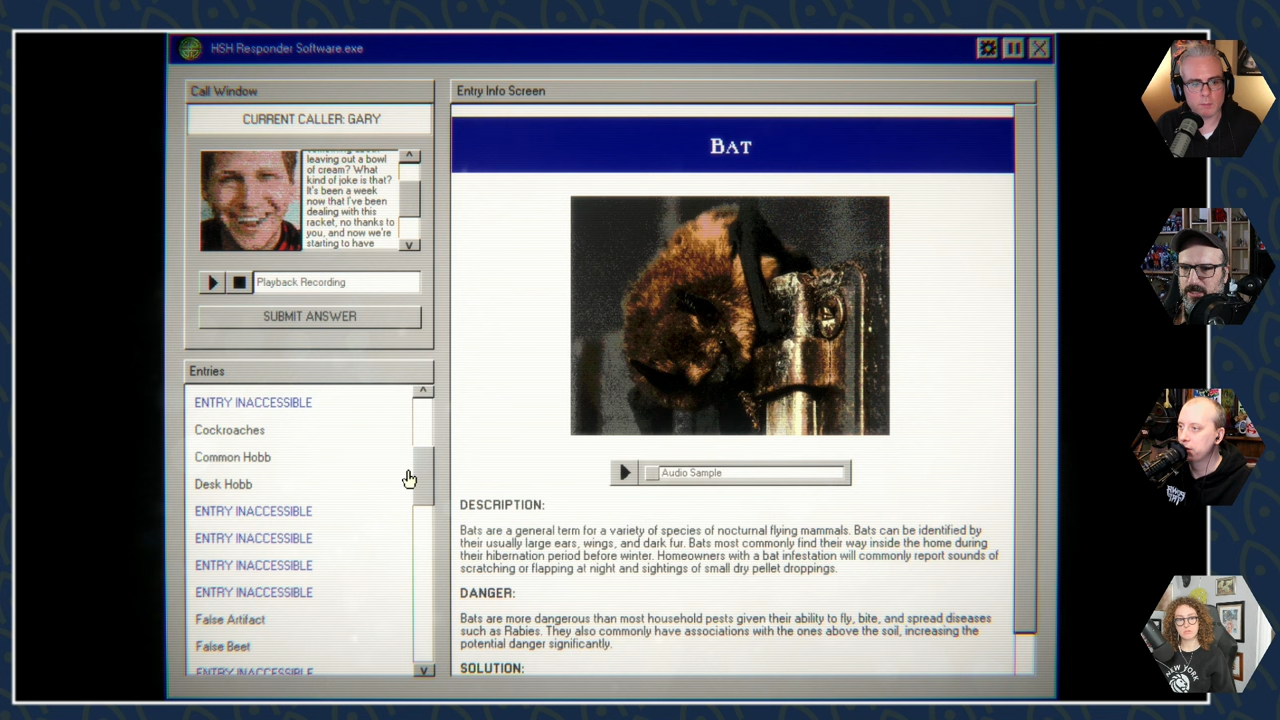 HSH Responder Software.exe
Call Window
CURRENT CALLER: GARY
leaving out a bowl
of cream? What
kind of joke is that?
It's been a week
now that I've been
dealing with this
racket, no thanks to
you, and now we're
starting to have
Playback Recording
SUBMIT ANSWER
Entries
ENTRY INACCESSIBLE
Cockroaches
Common Hobb
Desk Hobb
ENTRY INACCESSIBLE
ENTRY INACCESSIBLE
ENTRY INACCESSIBLE
ENTRY INACCESSIBLE
False Artifact
False Beet
ENTRY INACCESSIBLE
Entry Info Screen
BAT
Audio Sample
DESCRIPTION:
Bats are a general term for a variety of species of nocturnal flying mammals. Bats can be identified by
their usually large ears, wings, and dark fur. Bats most commonly find their way inside the home during
their hibernation period before winter. Homeowners with a bat infestation will commonly report sounds of
scratching or flapping at night and sightings of small dry pellet droppings.
DANGER:
Bats are more dangerous than most household pests given their ability to fly, bite, and spread diseases
such as Rabies. They also commonly have associations with the ones above the soil, increasing the
potential danger significantly.
SOLUTION:
NEW YORK